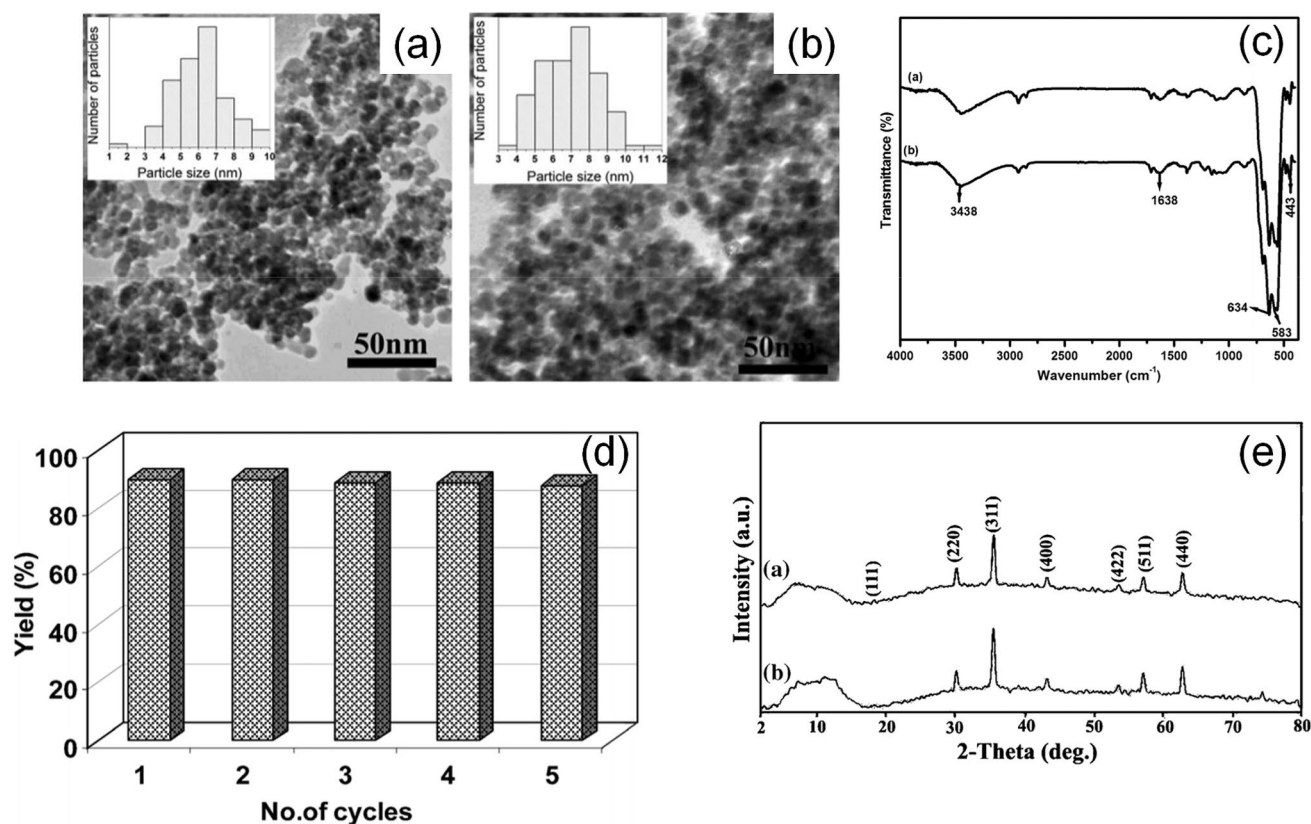 (a)
Number of particles
1 2 3 4 5 6 7 8 9 10
Particle size (nm)
50nm
(b)
Number of particles
3 4 5 6 7 8 9 10 11 12
Particle size (nm)
50nm
(c)
Transmittance (%)
(a)
(b)
3438
1638
443
634
583
4000 3500 3000 2500 2000 1500 1000 500
Wavenumber (cm⁻¹)
(d)
Yield (%)
100
80
60
40
20
0
1 2 3 4 5
No.of cycles
(e)
Intensity (a.u.)
(a)
(111)
(220)
(311)
(400)
(422)
(511)
(440)
(b)
2 10 20 30 40 50 60 70 80
2-Theta (deg.)